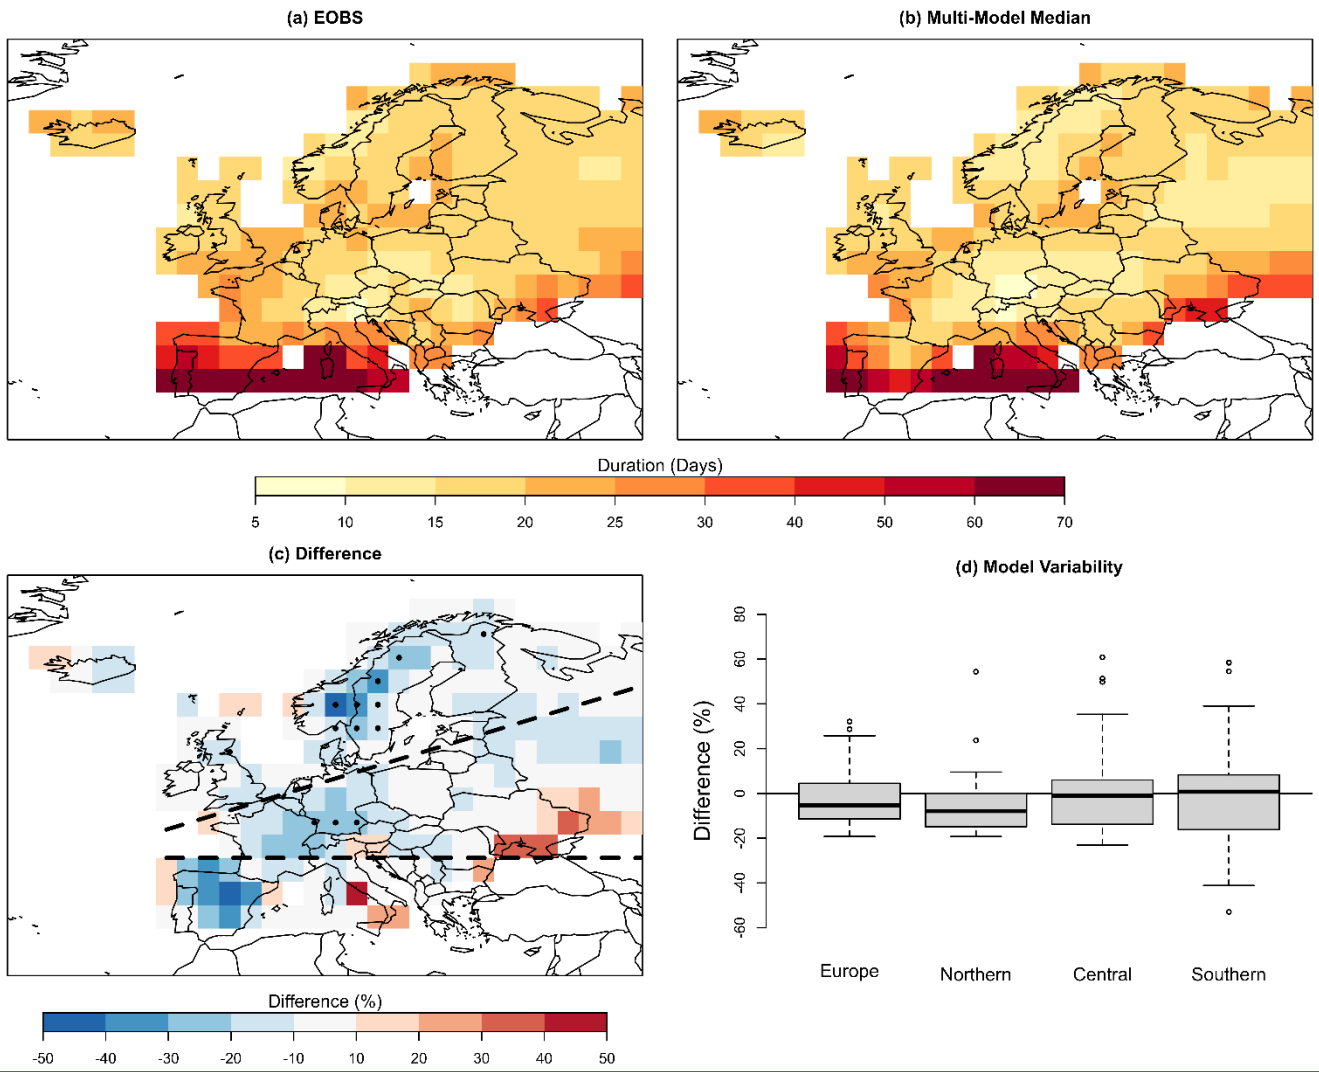 (a) EOBS
(b) Multi-Model Median
Duration (Days)
5 10 15 20 25 30 40 50 60 70
(c) Difference
(d) Model Variability
Difference (%)
80
60
40
20
0
-20
-40
-60
Europe Northern Central Southern
Difference (%)
-50 -40 -30 -20 -10 10 20 30 40 50